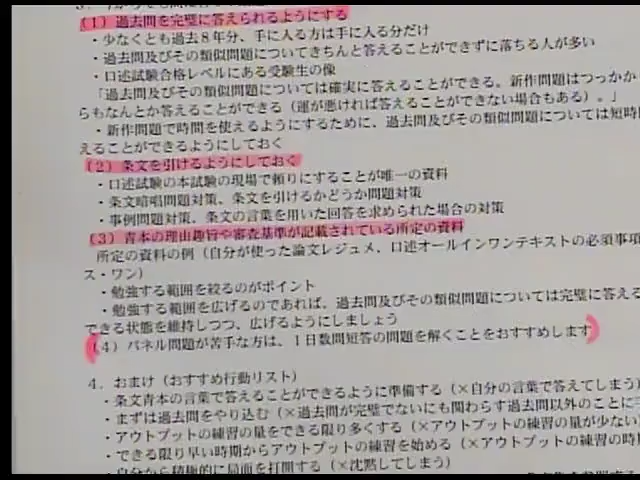 (1) 過去問を完璧に答えられるようにする
・少なくとも過去8年分、手に入る方は手に入る分だけ
・過去問及びその類似問題についてきちんと答えることができずに落ちる人が多い
・口述試験合格レベルにある受験生の像
「過去問及びその類似問題については確実に答えることができる。新作問題はつっかか
らもなんとか答えることができる（運が悪ければ答えることができない場合もある）。」
・新作問題で時間を使えるようにするために、過去問及びその類似問題については短時
えることができるようにしておく
(2) 条文を引けるようにしておく
・口述試験の本試験の現場で頼りにすることが唯一の資料
・条文暗唱問題対策、条文を引けるかどうか問題対策
・事例問題対策、条文の言葉を用いた回答を求められた場合の対策
(3) 青本の理由趣旨や審査基準が記載されている所定の資料
所定の資料の例（自分が使った論文レジュメ、口述オールインワンテキストの必須事項
ス・ワン）
・勉強する範囲を絞るのがポイント
・勉強する範囲を広げるのであれば、過去問及びその類似問題については完璧に答える
できる状態を維持しつつ、広げるようにしましょう
(4) パネル問題が苦手な方は、1日数問短答の問題を解くことをおすすめします
4．おまけ（おすすめ行動リスト）
・条文青本の言葉で答えることができるように準備する（×自分の言葉で答えてしまう）
・まずは過去問をやり込む（×過去問が完璧でないにも関わらず過去問以外のことに
・アウトプットの練習の量をできる限り多くする（×アウトプットの練習の量が少ない
・できる限り早い時期からアウトプットの練習を始める（×アウトプットの練習の時
・自分から積極的に局面を打開する（×沈黙してしまう）